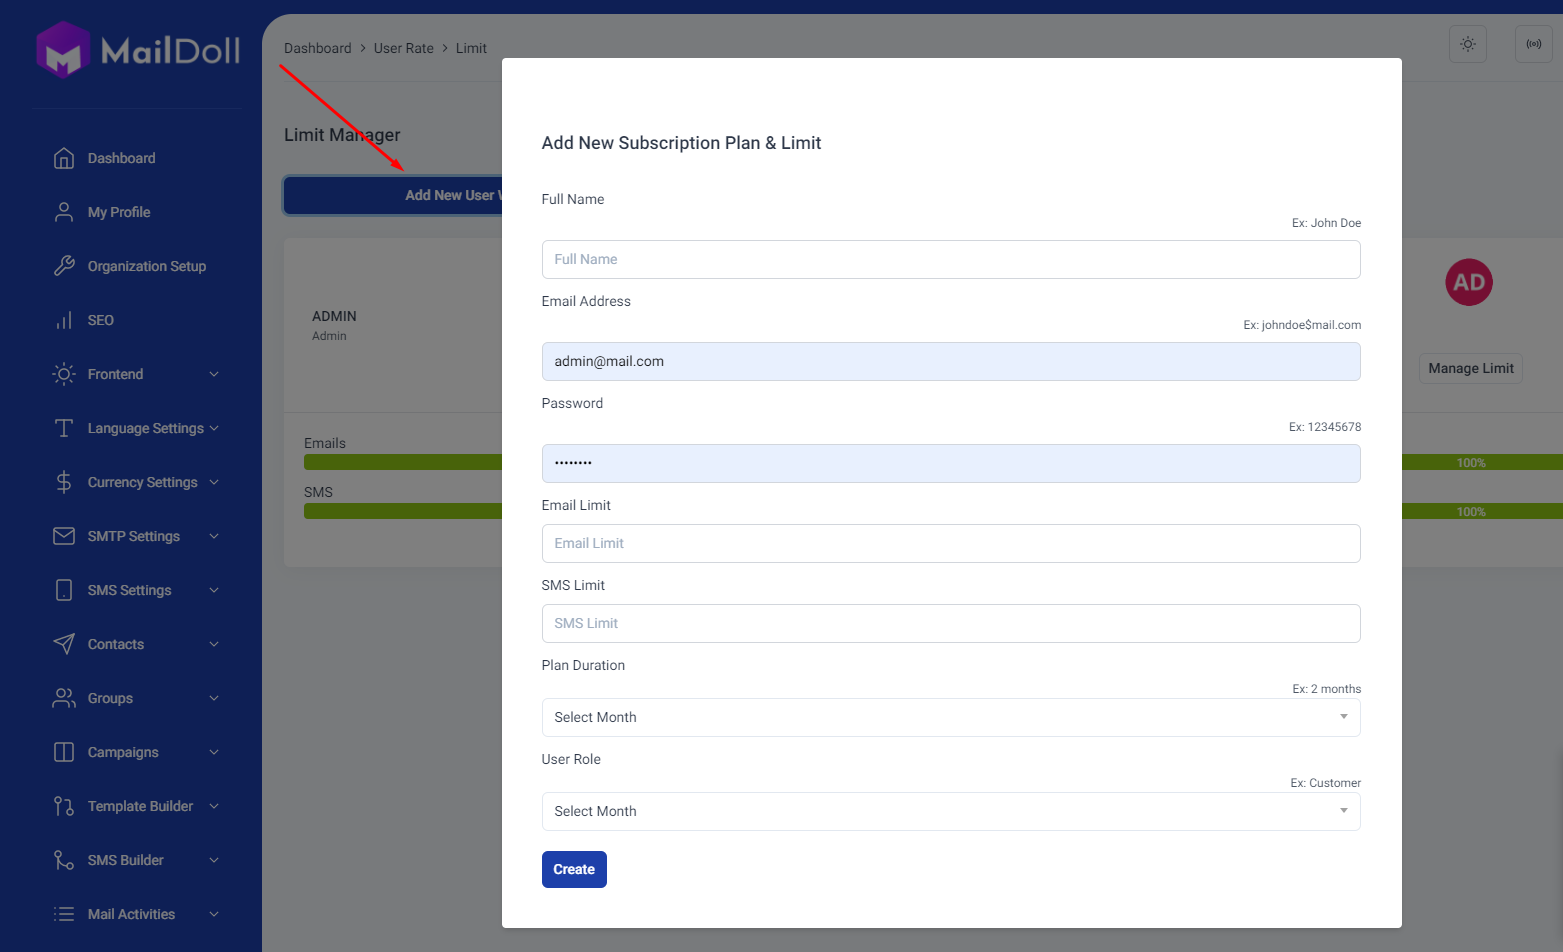 MailDoll
Dashboard
My Profile
Organization Setup
SEO
Frontend
Language Settings
Currency Settings
SMTP Settings
SMS Settings
Contacts
Groups
Campaigns
Template Builder
SMS Builder
Mail Activities
Dashboard > User Rate > Limit
Limit Manager
Add New User
ADMIN
Admin
Emails
SMS
Add New Subscription Plan & Limit
Full Name
Ex: John Doe
Full Name
Email Address
Ex: johndoe$mail.com
admin@mail.com
Password
Ex: 12345678
••••••••
Email Limit
Email Limit
SMS Limit
SMS Limit
Plan Duration
Ex: 2 months
Select Month
User Role
Ex: Customer
Select Month
Create
AD
Manage Limit
100%
100%